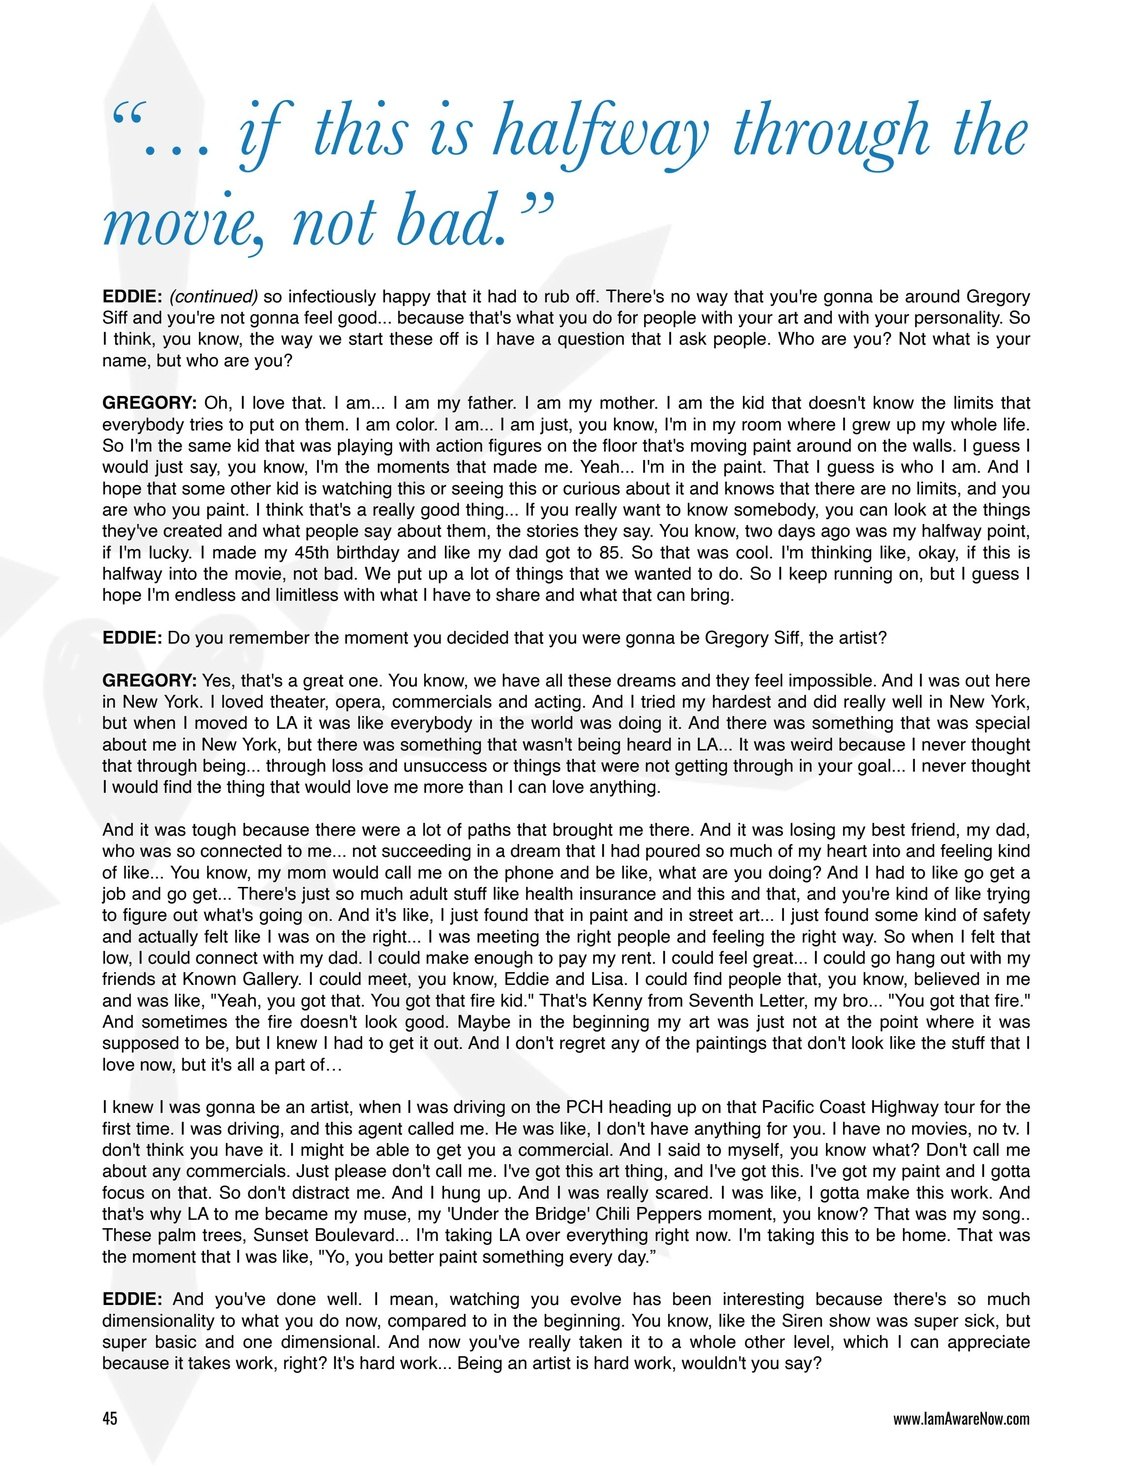 “… if this is halfway through the
movie, not bad.”
EDDIE: (continued) so infectiously happy that it had to rub off. There's no way that you're gonna be around Gregory
Siff and you're not gonna feel good... because that's what you do for people with your art and with your personality. So
I think, you know, the way we start these off is I have a question that I ask people. Who are you? Not what is your
name, but who are you?
GREGORY: Oh, I love that. I am... I am my father. I am my mother. I am the kid that doesn't know the limits that
everybody tries to put on them. I am color. I am... I am just, you know, I'm in my room where I grew up my whole life.
So I'm the same kid that was playing with action figures on the floor that's moving paint around on the walls. I guess I
would just say, you know, I'm the moments that made me. Yeah... I'm in the paint. That I guess is who I am. And I
hope that some other kid is watching this or seeing this or curious about it and knows that there are no limits, and you
are who you paint. I think that's a really good thing... If you really want to know somebody, you can look at the things
they've created and what people say about them, the stories they say. You know, two days ago was my halfway point,
if I'm lucky. I made my 45th birthday and like my dad got to 85. So that was cool. I'm thinking like, okay, if this is
halfway into the movie, not bad. We put up a lot of things that we wanted to do. So I keep running on, but I guess I
hope I'm endless and limitless with what I have to share and what that can bring.
EDDIE: Do you remember the moment you decided that you were gonna be Gregory Siff, the artist?
GREGORY: Yes, that's a great one. You know, we have all these dreams and they feel impossible. And I was out here
in New York. I loved theater, opera, commercials and acting. And I tried my hardest and did really well in New York,
but when I moved to LA it was like everybody in the world was doing it. And there was something that was special
about me in New York, but there was something that wasn't being heard in LA... It was weird because I never thought
that through being... through loss and unsuccess or things that were not getting through in your goal... I never thought
I would find the thing that would love me more than I can love anything.
And it was tough because there were a lot of paths that brought me there. And it was losing my best friend, my dad,
who was so connected to me... not succeeding in a dream that I had poured so much of my heart into and feeling kind
of like... You know, my mom would call me on the phone and be like, what are you doing? And I had to like go get a
job and go get... There's just so much adult stuff like health insurance and this and that, and you're kind of like trying
to figure out what's going on. And it's like, I just found that in paint and in street art... I just found some kind of safety
and actually felt like I was on the right... I was meeting the right people and feeling the right way. So when I felt that
low, I could connect with my dad. I could make enough to pay my rent. I could feel great... I could go hang out with my
friends at Known Gallery. I could meet, you know, Eddie and Lisa. I could find people that, you know, believed in me
and was like, "Yeah, you got that. You got that fire kid." That's Kenny from Seventh Letter, my bro... "You got that fire."
And sometimes the fire doesn't look good. Maybe in the beginning my art was just not at the point where it was
supposed to be, but I knew I had to get it out. And I don't regret any of the paintings that don't look like the stuff that I
love now, but it's all a part of…
I knew I was gonna be an artist, when I was driving on the PCH heading up on that Pacific Coast Highway tour for the
first time. I was driving, and this agent called me. He was like, I don't have anything for you. I have no movies, no tv. I
don't think you have it. I might be able to get you a commercial. And I said to myself, you know what? Don't call me
about any commercials. Just please don't call me. I've got this art thing, and I've got this. I've got my paint and I gotta
focus on that. So don't distract me. And I hung up. And I was really scared. I was like, I gotta make this work. And
that's why LA to me became my muse, my 'Under the Bridge' Chili Peppers moment, you know? That was my song..
These palm trees, Sunset Boulevard... I'm taking LA over everything right now. I'm taking this to be home. That was
the moment that I was like, "Yo, you better paint something every day.”
EDDIE: And you've done well. I mean, watching you evolve has been interesting because there's so much
dimensionality to what you do now, compared to in the beginning. You know, like the Siren show was super sick, but
super basic and one dimensional. And now you've really taken it to a whole other level, which I can appreciate
because it takes work, right? It's hard work... Being an artist is hard work, wouldn't you say?
45
www.IamAwareNow.com